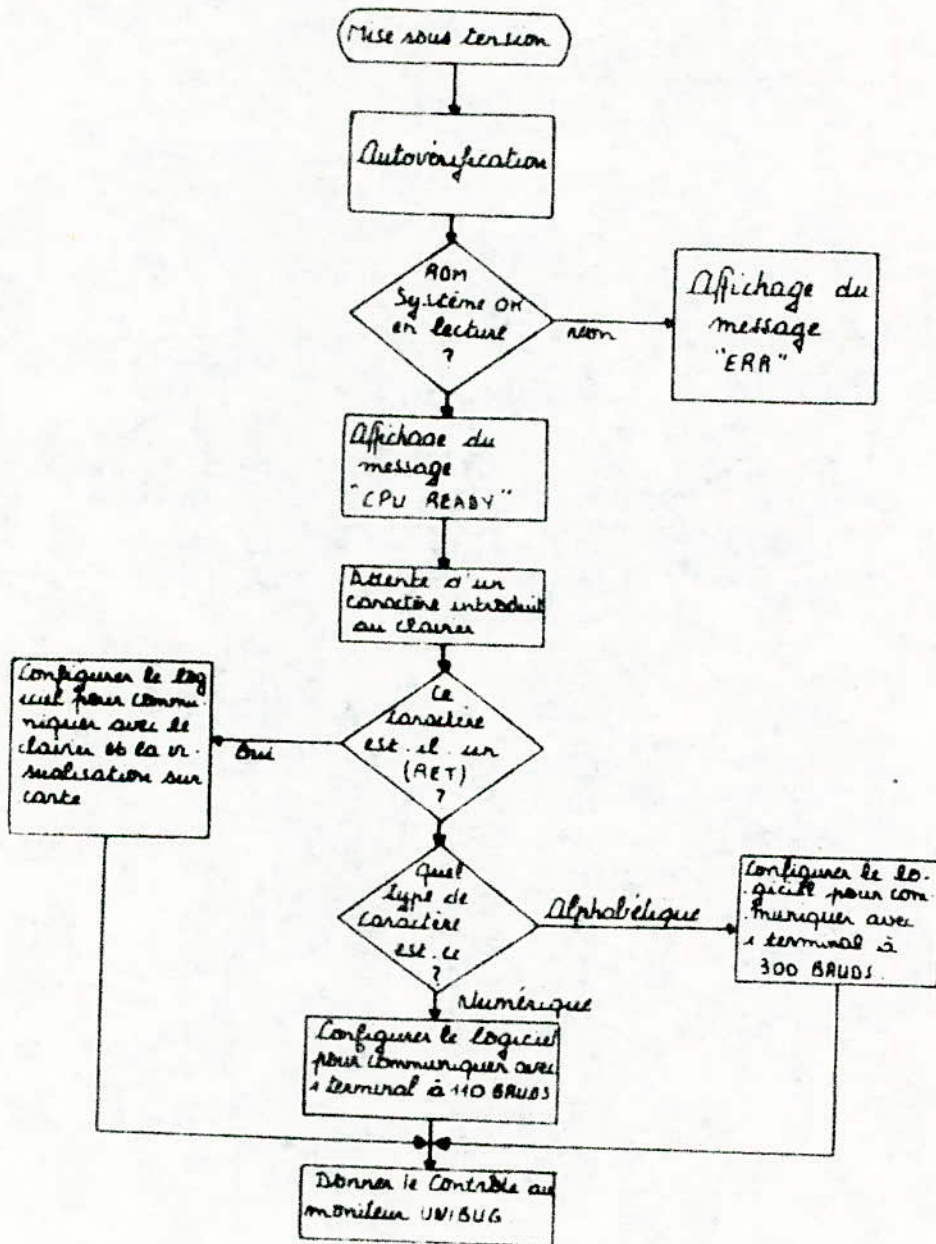 Mise sous tension
Autovérification
ROM
Système OK
en lecture
?
non
Affichage du
message
"ERR"
Affichage du
message
"CPU READY"
Attente d'un
caractère introduit
au clavier
Ce
caractère
est.il.un
(RET)
?
Oui
Configurer le log
iciel pour commu-
niquer avec le
clavier et la vi-
sualisation sur
carte
Quel
type de
caractère
est.ce
?
Alphabétique
Configurer le lo-
giciel pour com-
muniquer avec
1 terminal à
300 BAUDS.
Numérique
Configurer le logiciel
pour communiquer avec
1 terminal à 110 BAUDS
Donner le Contrôle au
moniteur UNIBUG